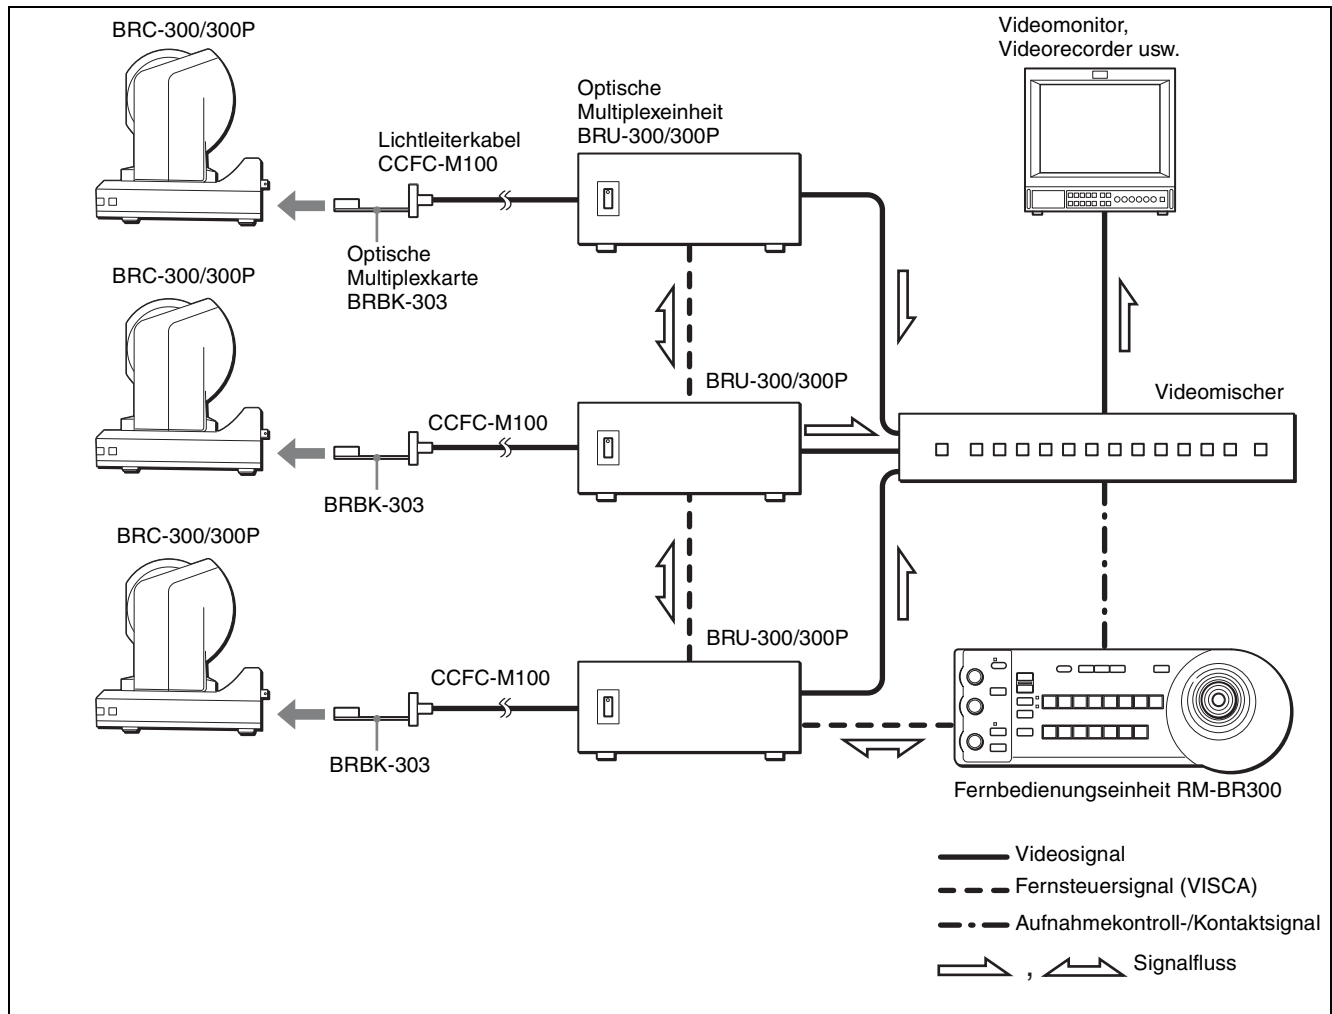 BRC-300/300P
Videomonitor,
Videorecorder usw.
Optische
Multiplexeinheit
BRU-300/300P
Lichtleiterkabel
CCFC-M100
Optische
Multiplexkarte
BRBK-303
BRC-300/300P
BRU-300/300P
Videomischer
CCFC-M100
BRBK-303
BRC-300/300P
BRU-300/300P
CCFC-M100
BRBK-303
Fernbedienungseinheit RM-BR300
Videosignal
Fernsteuersignal (VISCA)
Aufnahmekontroll-/Kontaktsignal
, Signalfluss